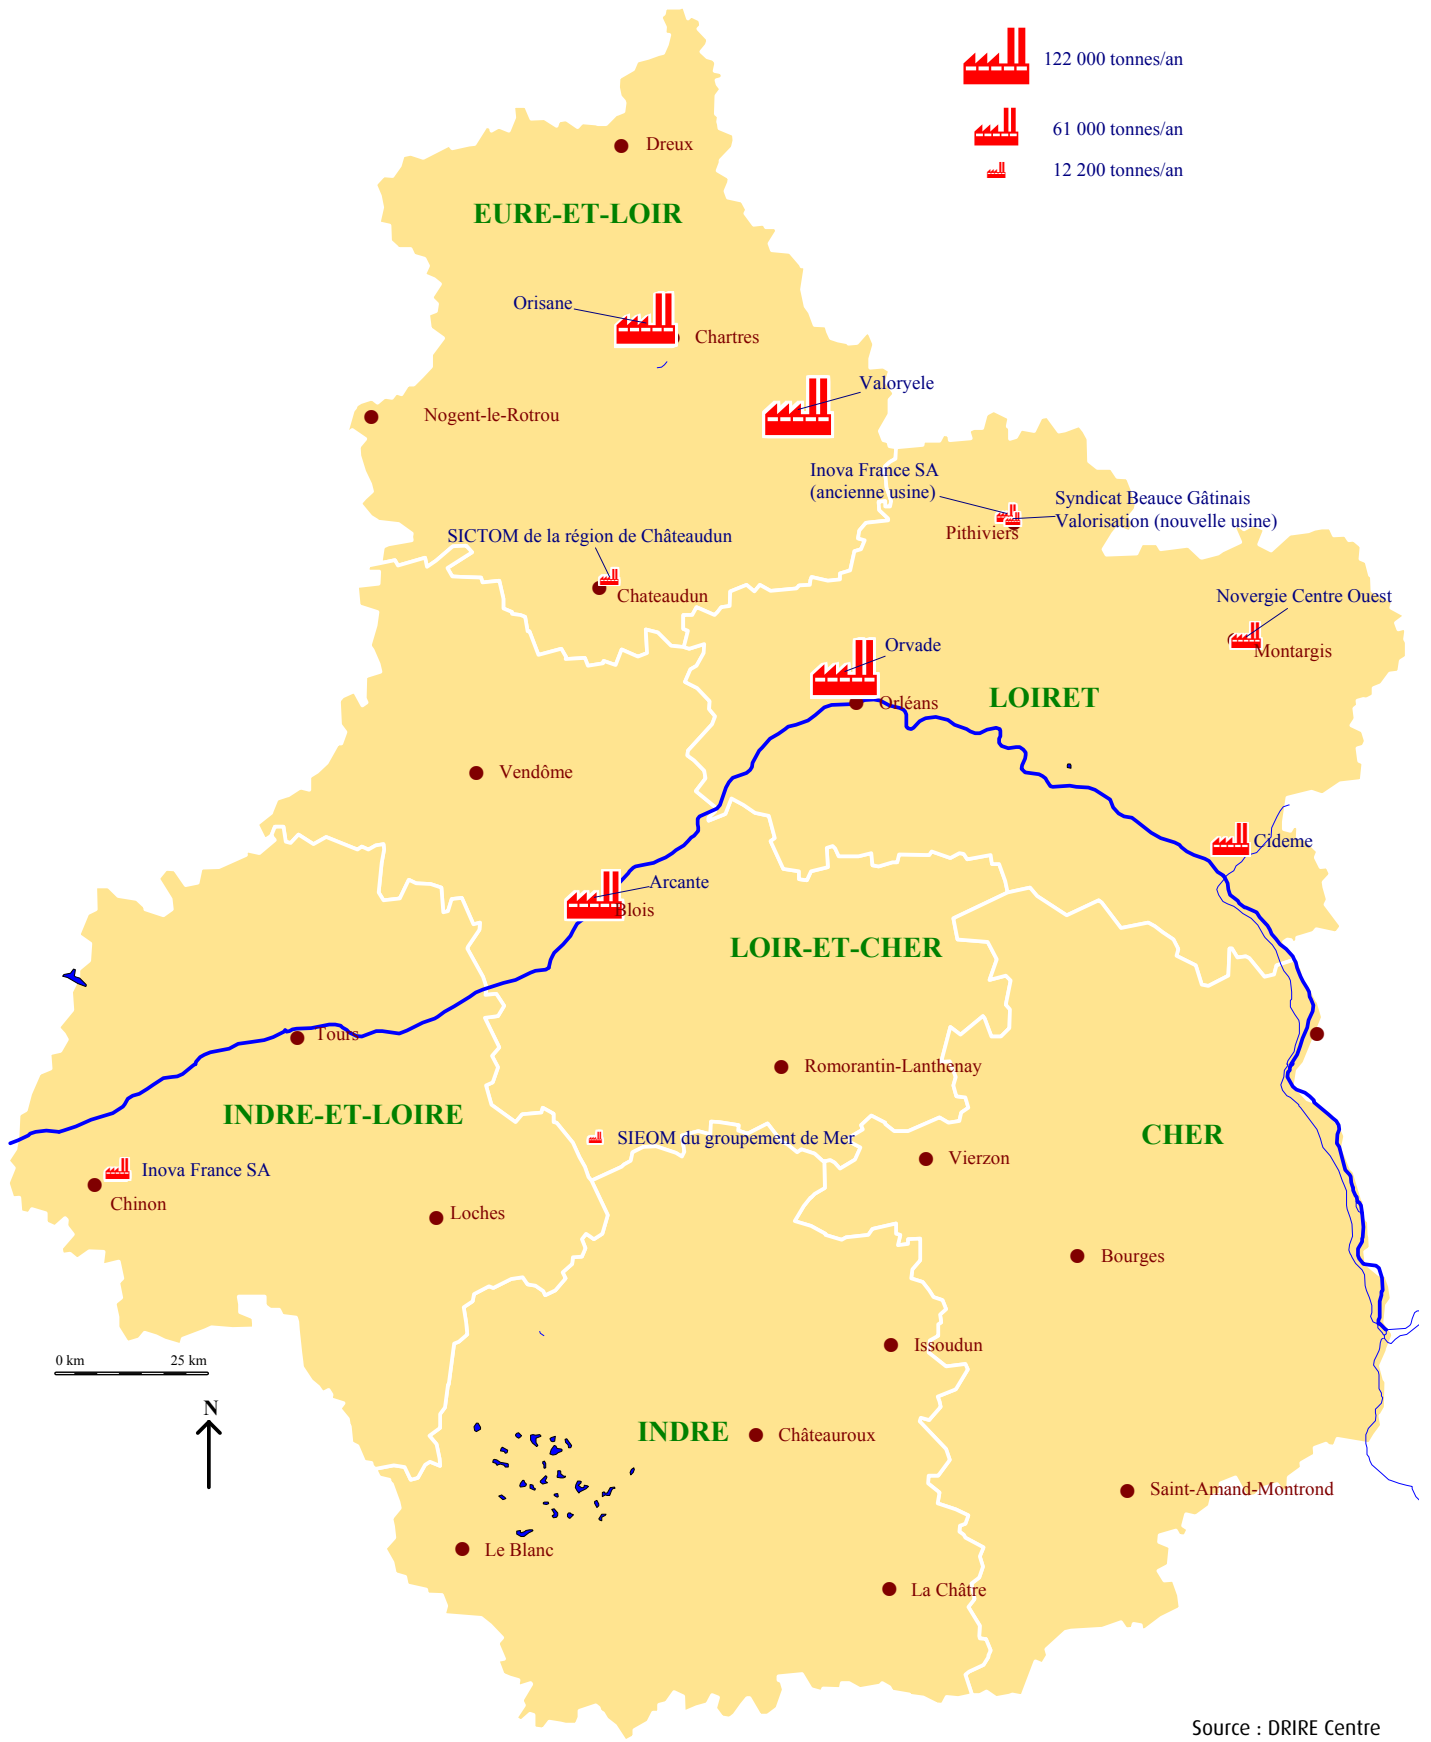 122 000 tonnes/an
61 000 tonnes/an
12 200 tonnes/an
Dreux
EURE-ET-LOIR
Orisane
Chartres
Valoryele
Nogent-le-Rotrou
Inova France SA
(ancienne usine)
Syndicat Beauce Gâtinais
Valorisation (nouvelle usine)
Pithiviers
SICTOM de la région de Châteaudun
Chateaudun
Novergie Centre Ouest
Montargis
Orvade
Orléans
LOIRET
Vendôme
Cideme
Arcante
Blois
LOIR-ET-CHER
Tours
Romorantin-Lanthenay
INDRE-ET-LOIRE
SIEOM du groupement de Mer
CHER
Vierzon
Inova France SA
Chinon
Loches
Bourges
Issoudun
0 km
25 km
N
INDRE
Châteauroux
Saint-Amand-Montrond
Le Blanc
La Châtre
Source : DRIRE Centre